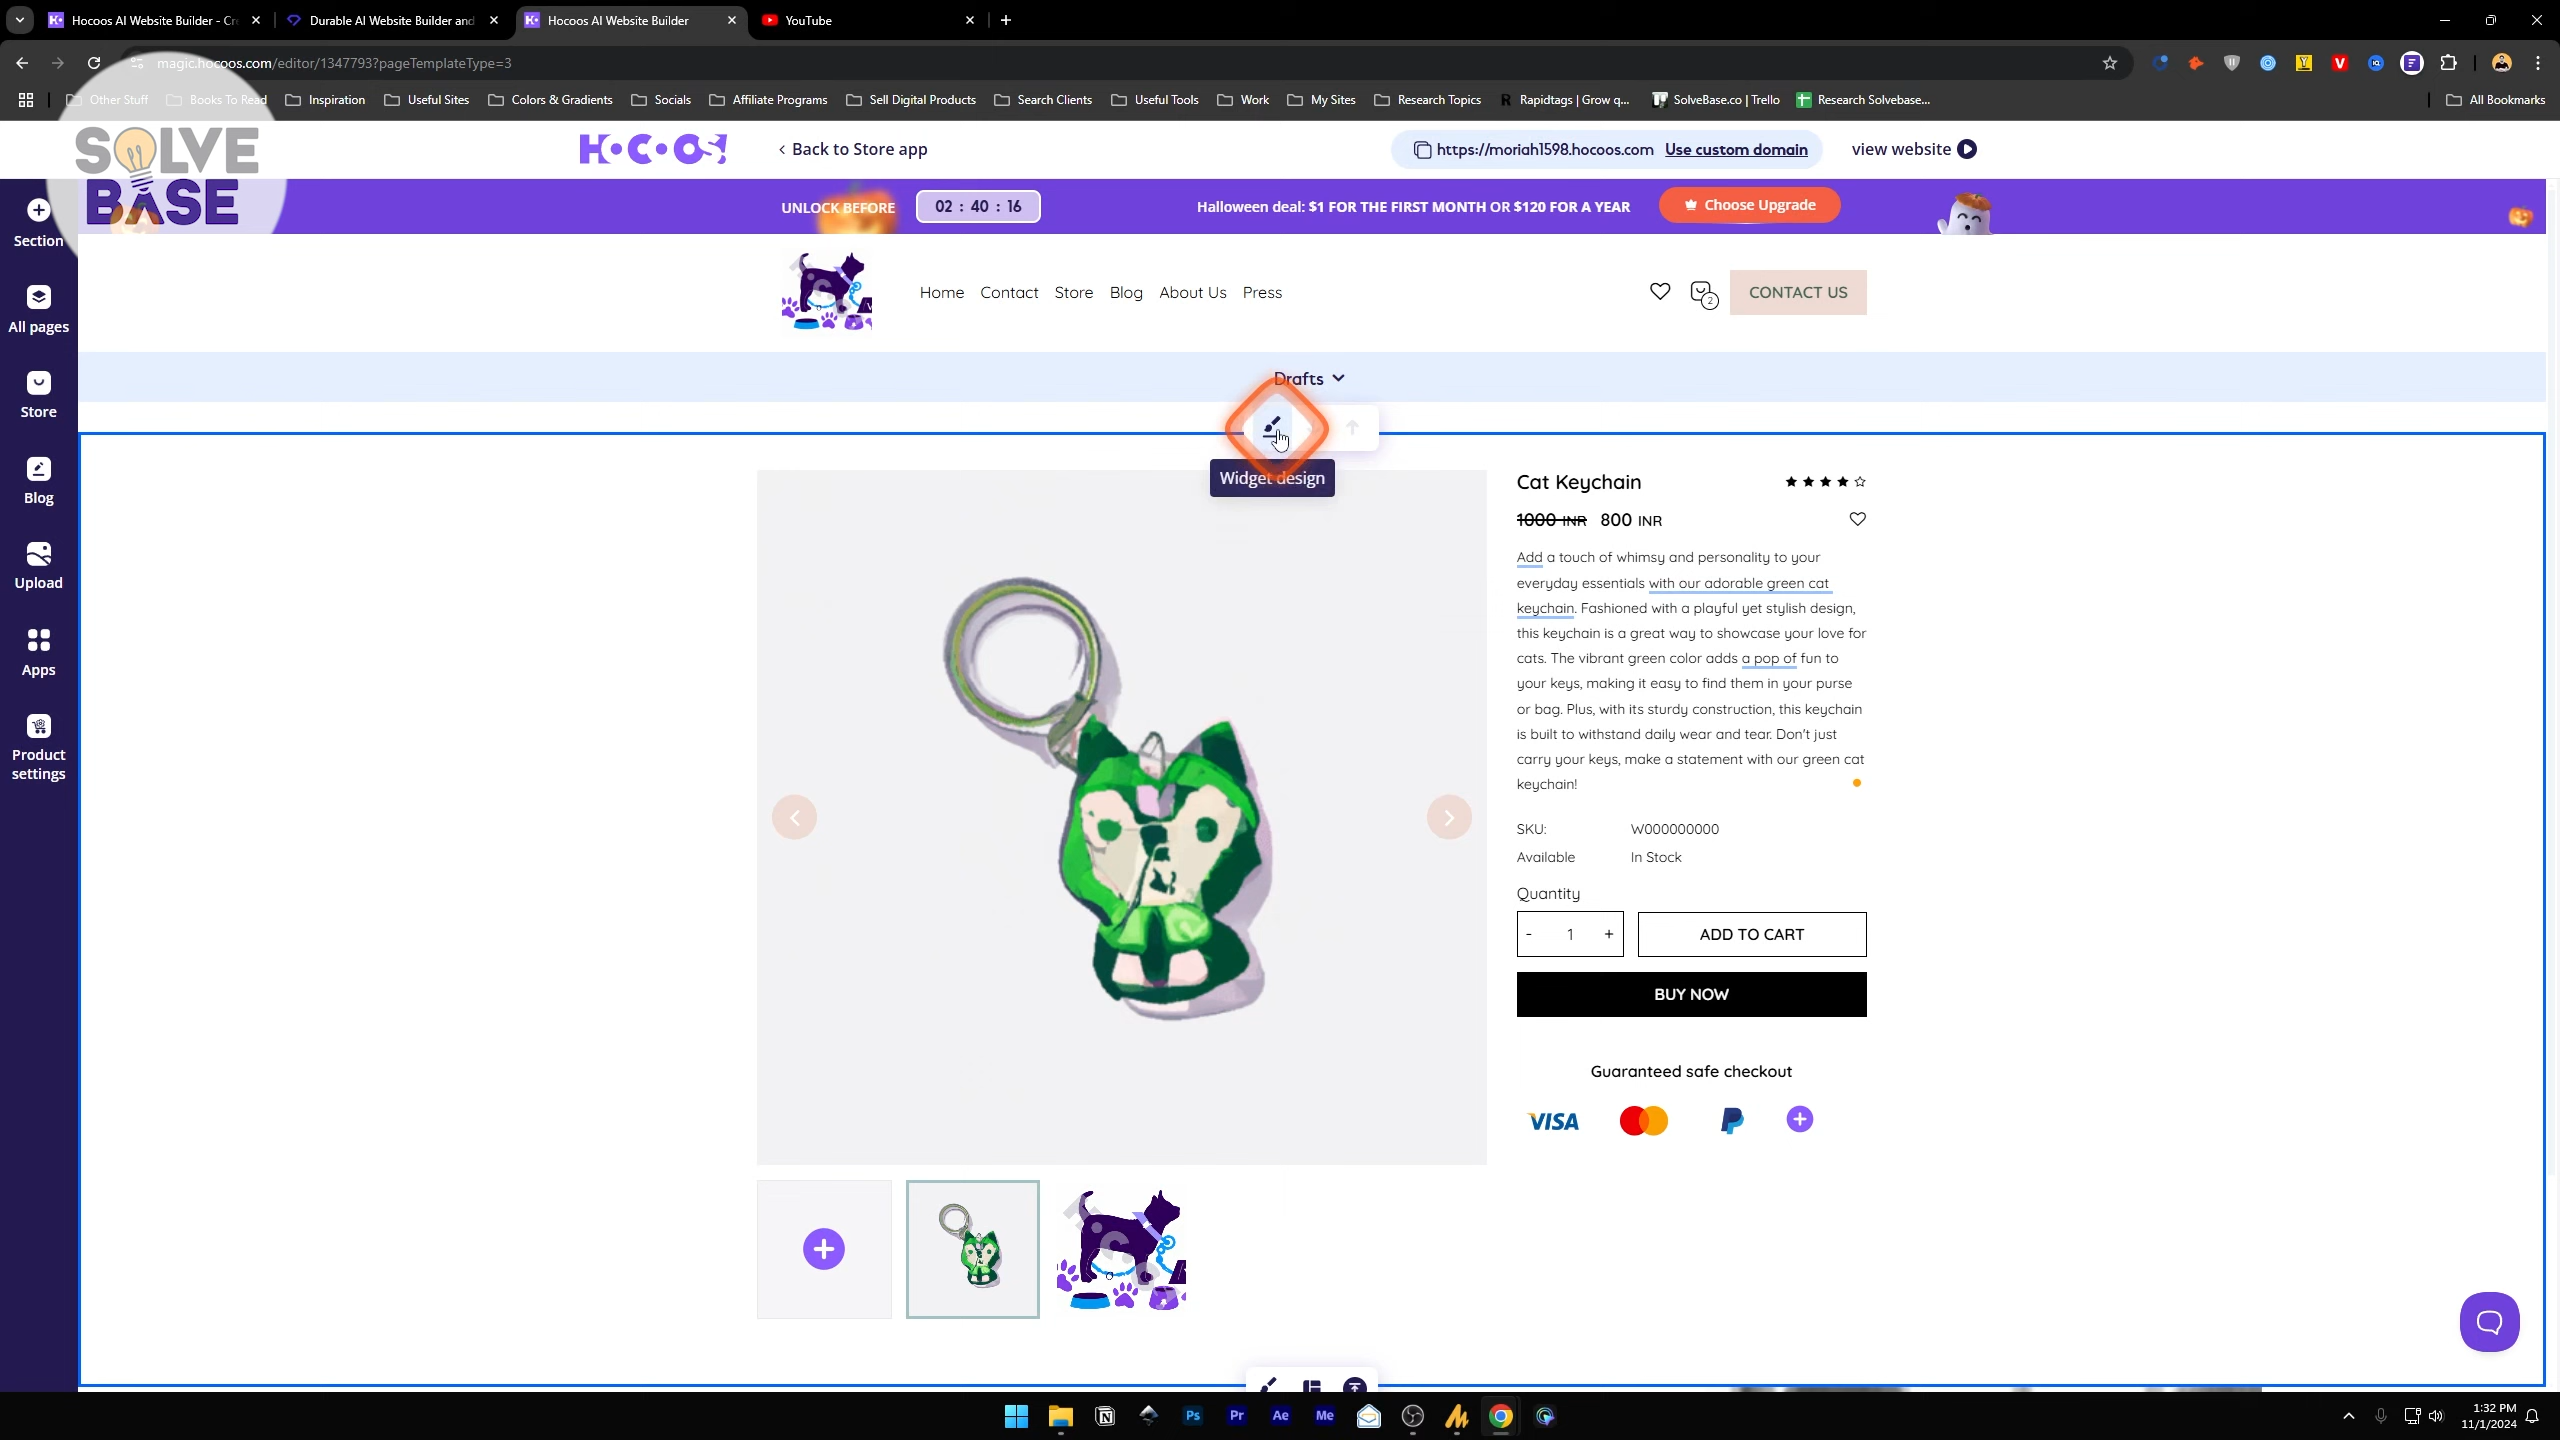 Hocoos AI Website Builder - Cr
Durable AI Website Builder and
Hocoos AI Website Builder
YouTube
magic.hocoos.com/editor/1347793?pageTemplateType=3
Other Stuff
Books To Read
Inspiration
Useful Sites
Colors & Gradients
Socials
Affiliate Programs
Sell Digital Products
Search Clients
Useful Tools
Work
My Sites
Research Topics
Rapidtags | Grow q...
SolveBase.co | Trello
Research Solvebase...
All Bookmarks
SOLVE
BASE
HOCOOS
< Back to Store app
https://moriah1598.hocoos.com Use custom domain
view website
UNLOCK BEFORE
02 : 40 : 16
Halloween deal: $1 FOR THE FIRST MONTH OR $120 FOR A YEAR
Choose Upgrade
Section
All pages
Store
Blog
Upload
Apps
Product
settings
Home Contact Store Blog About Us Press
2
CONTACT US
Drafts
Widget design
Cat Keychain
1000 INR 800 INR
Add a touch of whimsy and personality to your
everyday essentials with our adorable green cat
keychain. Fashioned with a playful yet stylish design,
this keychain is a great way to showcase your love for
cats. The vibrant green color adds a pop of fun to
your keys, making it easy to find them in your purse
or bag. Plus, with its sturdy construction, this keychain
is built to withstand daily wear and tear. Don't just
carry your keys, make a statement with our green cat
keychain!
SKU: W000000000
Available In Stock
Quantity
- 1 +
ADD TO CART
BUY NOW
Guaranteed safe checkout
VISA
Ps
Pr
Ae
Me
1:32 PM
11/1/2024